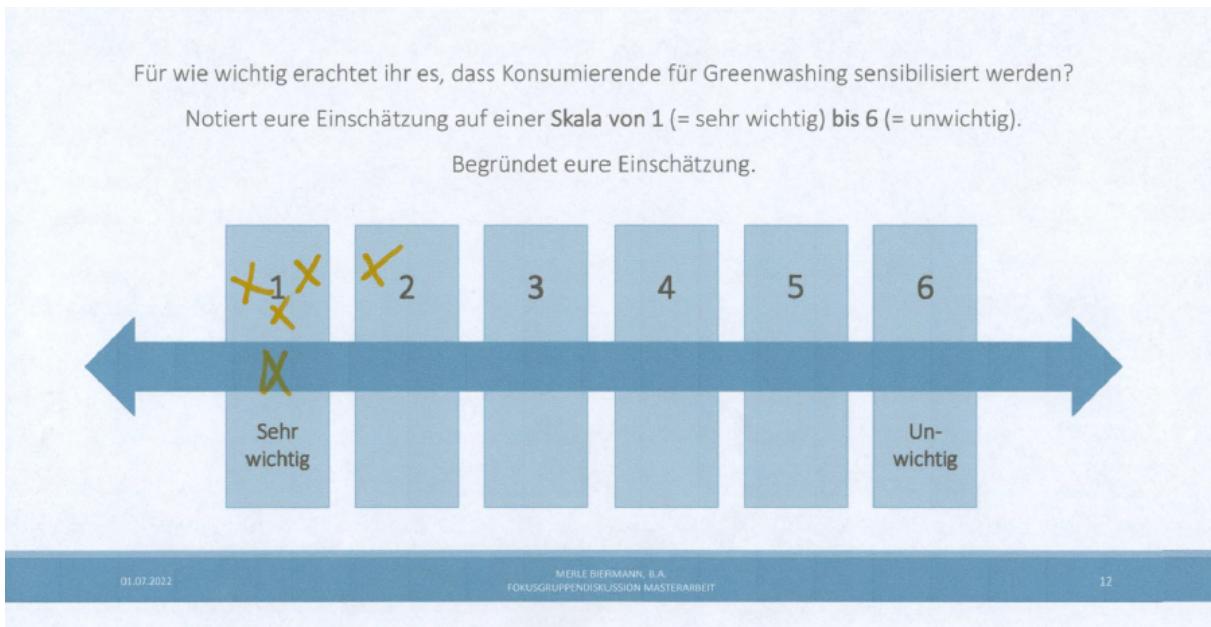 Für wie wichtig erachtet ihr es, dass Konsumierende für Greenwashing sensibilisiert werden?
Notiert eure Einschätzung auf einer Skala von 1 (= sehr wichtig) bis 6 (= unwichtig).
Begründet eure Einschätzung.
X 1 X X 2 3 4 5 6
X
X
Sehr
wichtig
Un-
wichtig
01.07.2022
MERLE BIERMANN, B.A.
FOKUSGRUPPENDISKUSSION MASTERARBEIT
12